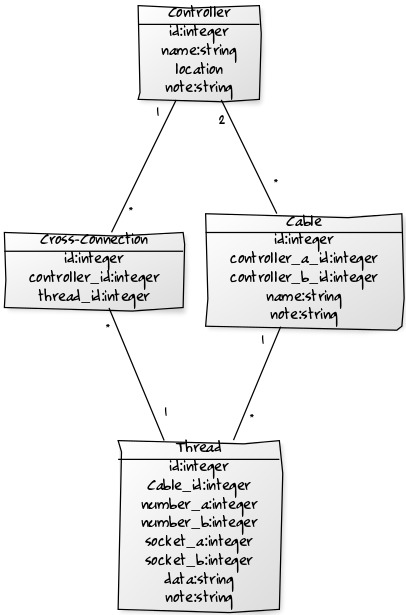 Controller
id:integer
name:string
location
note:string
1
2
*
*
Cross-Connection
id:integer
controller_id:integer
thread_id:integer
Cable
id:integer
controller_a_id:integer
controller_b_id:integer
name:string
note:string
*
1
1
*
Thread
id:integer
Cable_id:integer
number_a:integer
number_b:integer
socket_a:integer
socket_b:integer
data:string
note:string